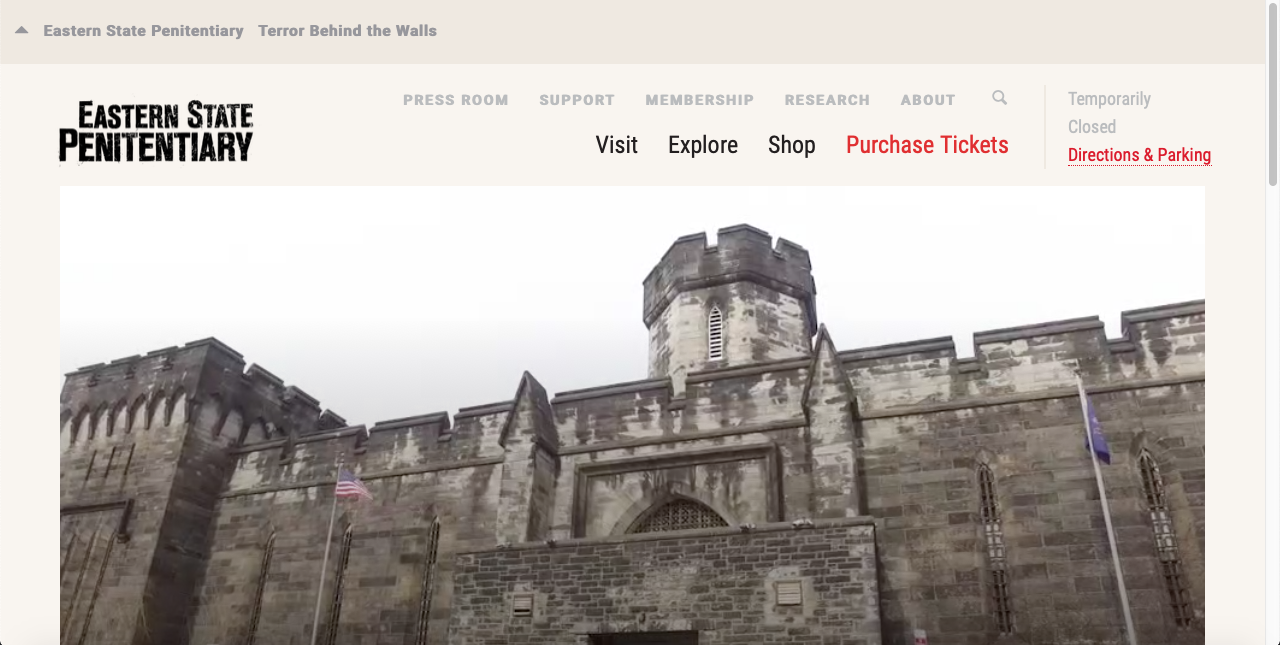 Eastern State Penitentiary Terror Behind the Walls
EASTERN STATE
PENITENTIARY
PRESS ROOM SUPPORT MEMBERSHIP RESEARCH ABOUT
Visit Explore Shop Purchase Tickets
Temporarily
Closed
Directions & Parking